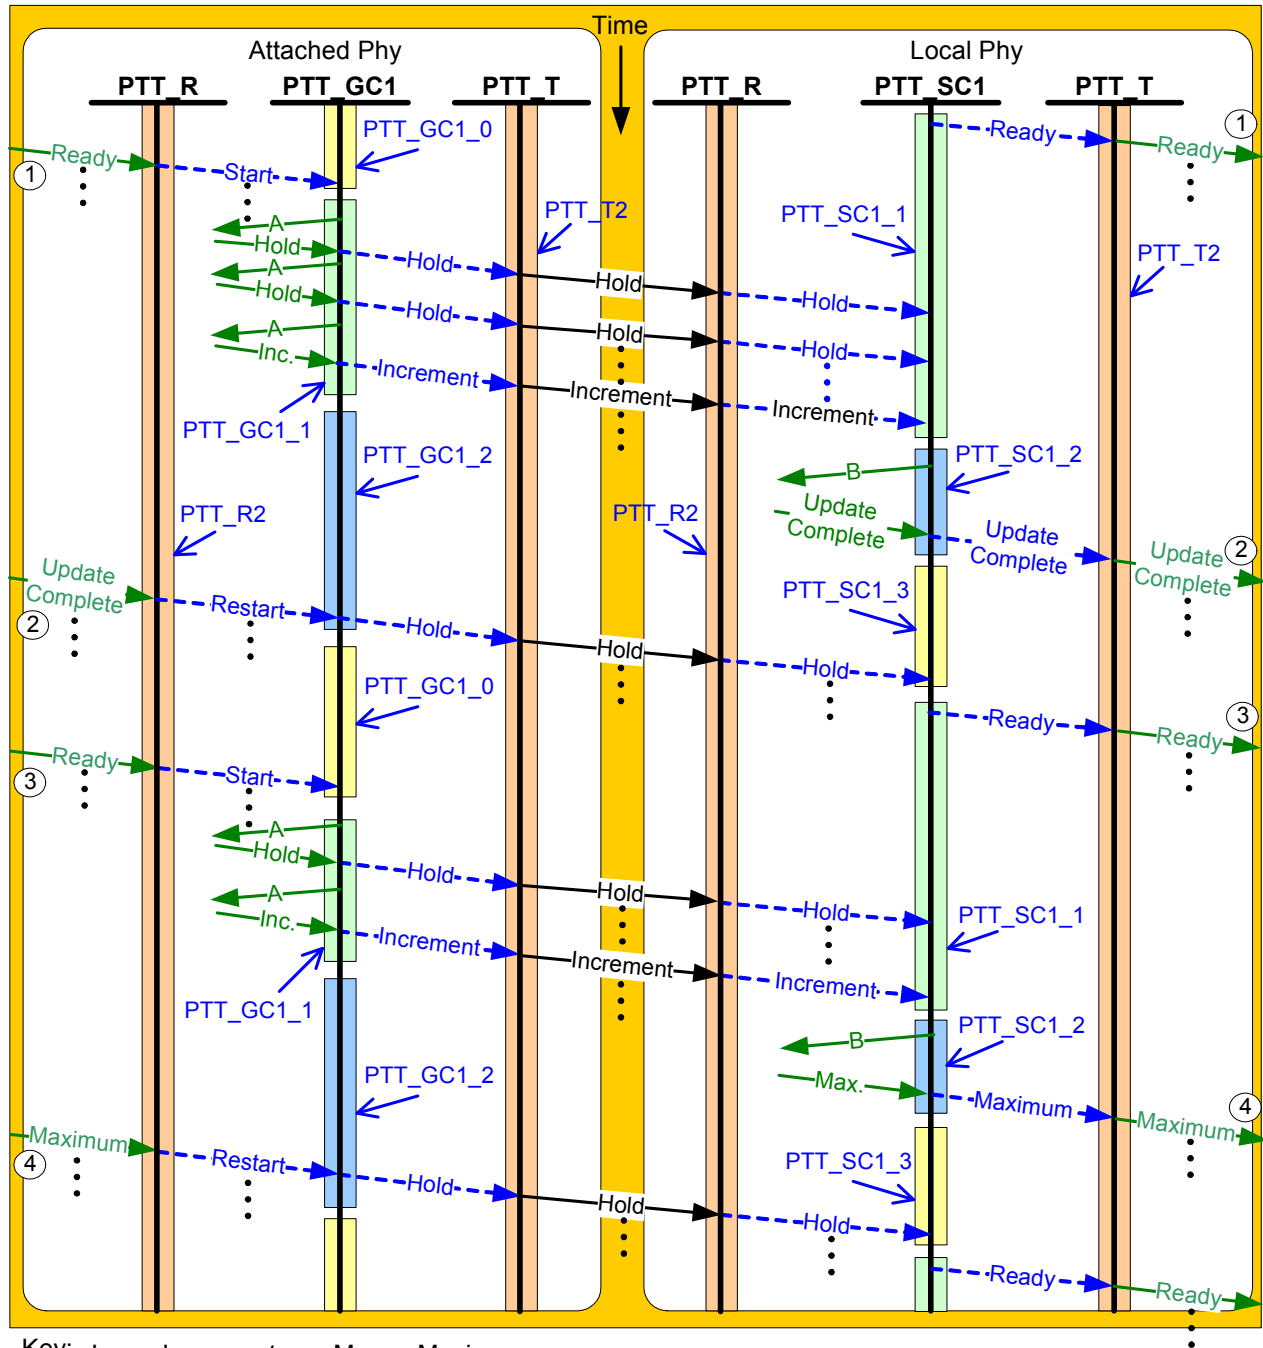 Time
Attached Phy
Local Phy
PTT_R
PTT_GC1
PTT_T
PTT_R
PTT_SC1
PTT_T
PTT_GC1_0
Ready
1
Ready
Ready
1
Start
A
Hold
PTT_T2
PTT_SC1_1
PTT_T2
Hold
Hold
Hold
A
Hold
Hold
Hold
Hold
A
Inc.
Increment
Increment
Increment
PTT_GC1_1
PTT_GC1_2
PTT_SC1_2
B
PTT_R2
PTT_R2
Update
Complete
Update
Complete
Update
Complete
2
Update
Complete
2
PTT_SC1_3
Restart
Hold
Hold
Hold
PTT_GC1_0
Ready
Ready
3
Ready
3
Start
A
Hold
Hold
Hold
Hold
A
Inc.
Increment
Increment
Increment
PTT_SC1_1
PTT_GC1_1
PTT_SC1_2
B
PTT_GC1_2
Max.
Maximum
Maximum
4
Maximum
4
Restart
Hold
Hold
Hold
PTT_SC1_3
Ready
Ready